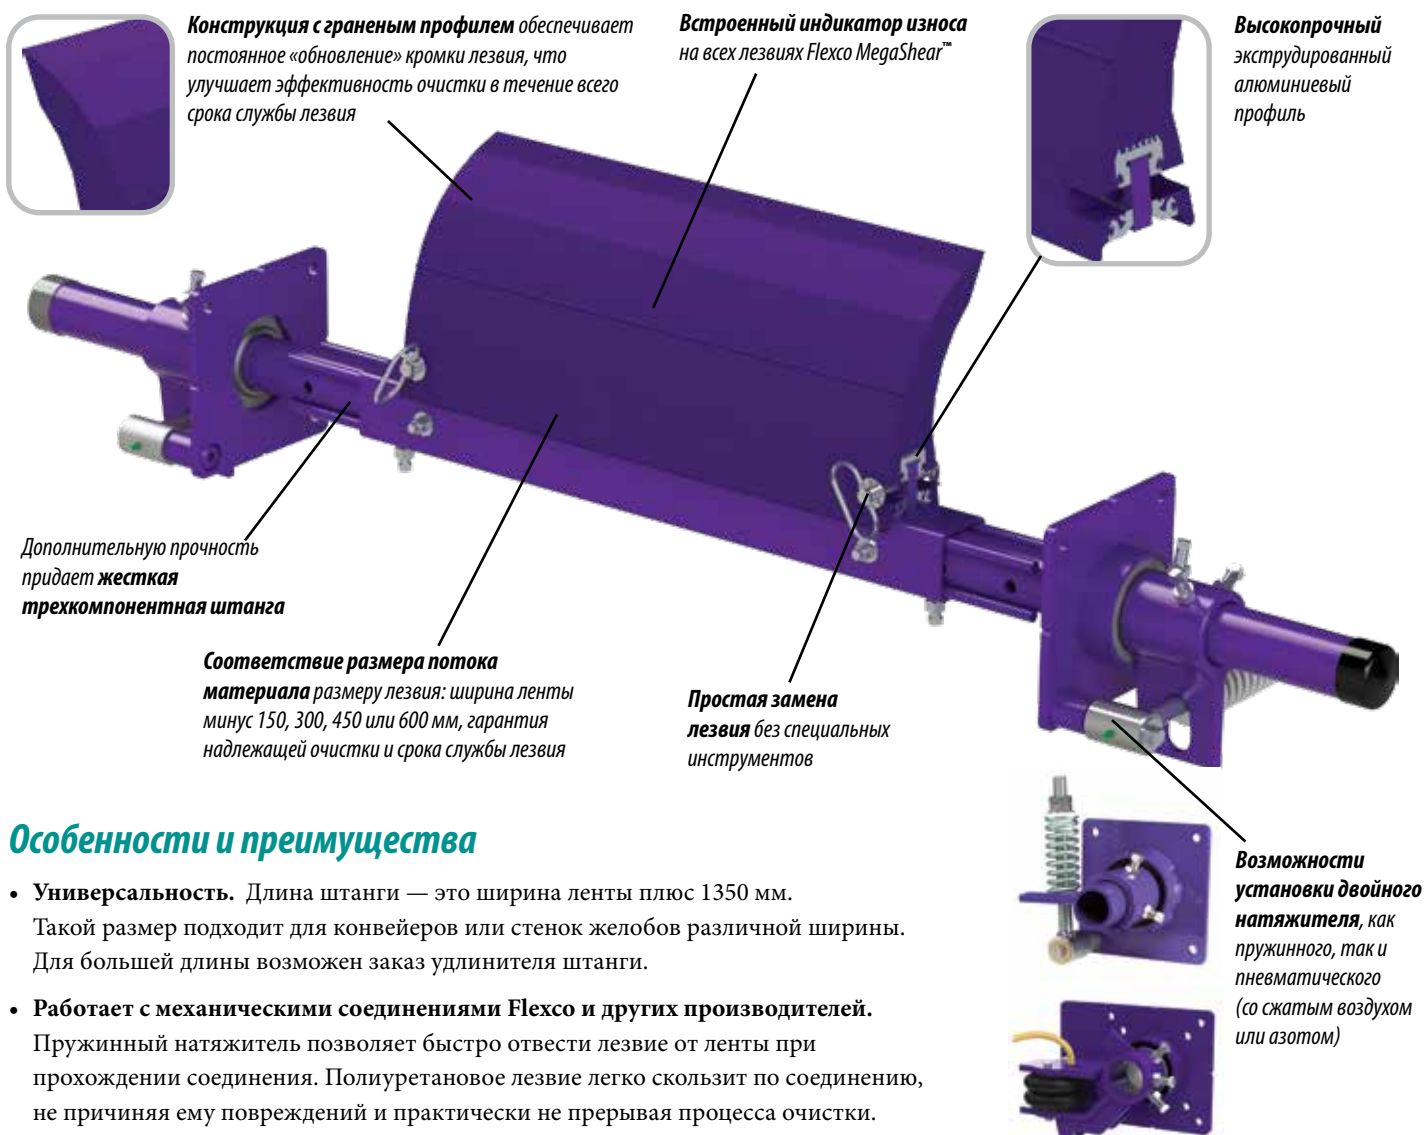 Конструкция с граненым профилем обеспечивает
постоянное «обновление» кромки лезвия, что
улучшает эффективность очистки в течение всего
срока службы лезвия
Встроенный индикатор износа
на всех лезвиях Flexco MegaShear™
Высокопрочный
экструдированный
алюминиевый
профиль
Дополнительную прочность
придает жесткая
трехкомпонентная штанга
Соответствие размера потока
материала размеру лезвия: ширина ленты
минус 150, 300, 450 или 600 мм, гарантия
надлежащей очистки и срока службы лезвия
Простая замена
лезвия без специальных
инструментов
Возможности
установки двойного
натяжителя, как
пружинного, так и
пневматического
(со сжатым воздухом
или азотом)
Особенности и преимущества
• Универсальность. Длина штанги — это ширина ленты плюс 1350 мм.
Такой размер подходит для конвейеров или стенок желобов различной ширины.
Для большей длины возможен заказ удлинителя штанги.
• Работает с механическими соединениями Flexco и других производителей.
Пружинный натяжитель позволяет быстро отвести лезвие от ленты при
прохождении соединения. Полиуретановое лезвие легко скользит по соединению,
не причиняя ему повреждений и практически не прерывая процесса очистки.